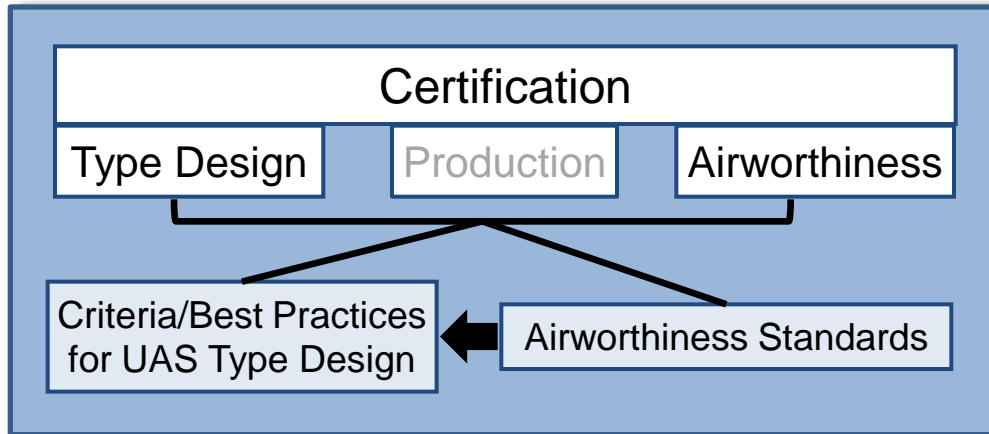 Certification
Type Design
Production
Airworthiness
Criteria/Best Practices
for UAS Type Design
Airworthiness Standards